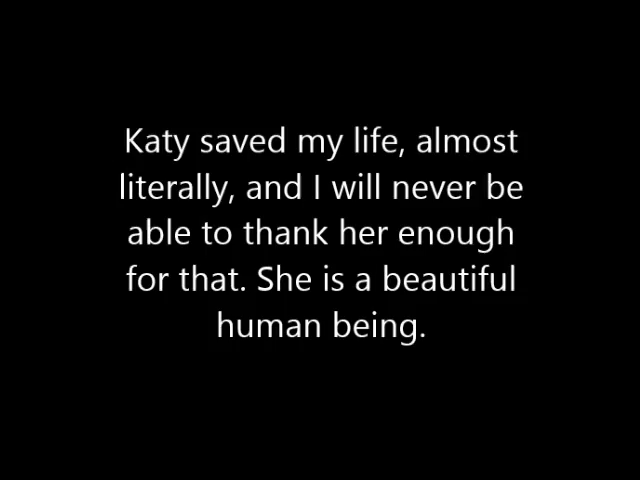 Katy saved my life, almost
literally, and I will never be
able to thank her enough
for that. She is a beautiful
human being.